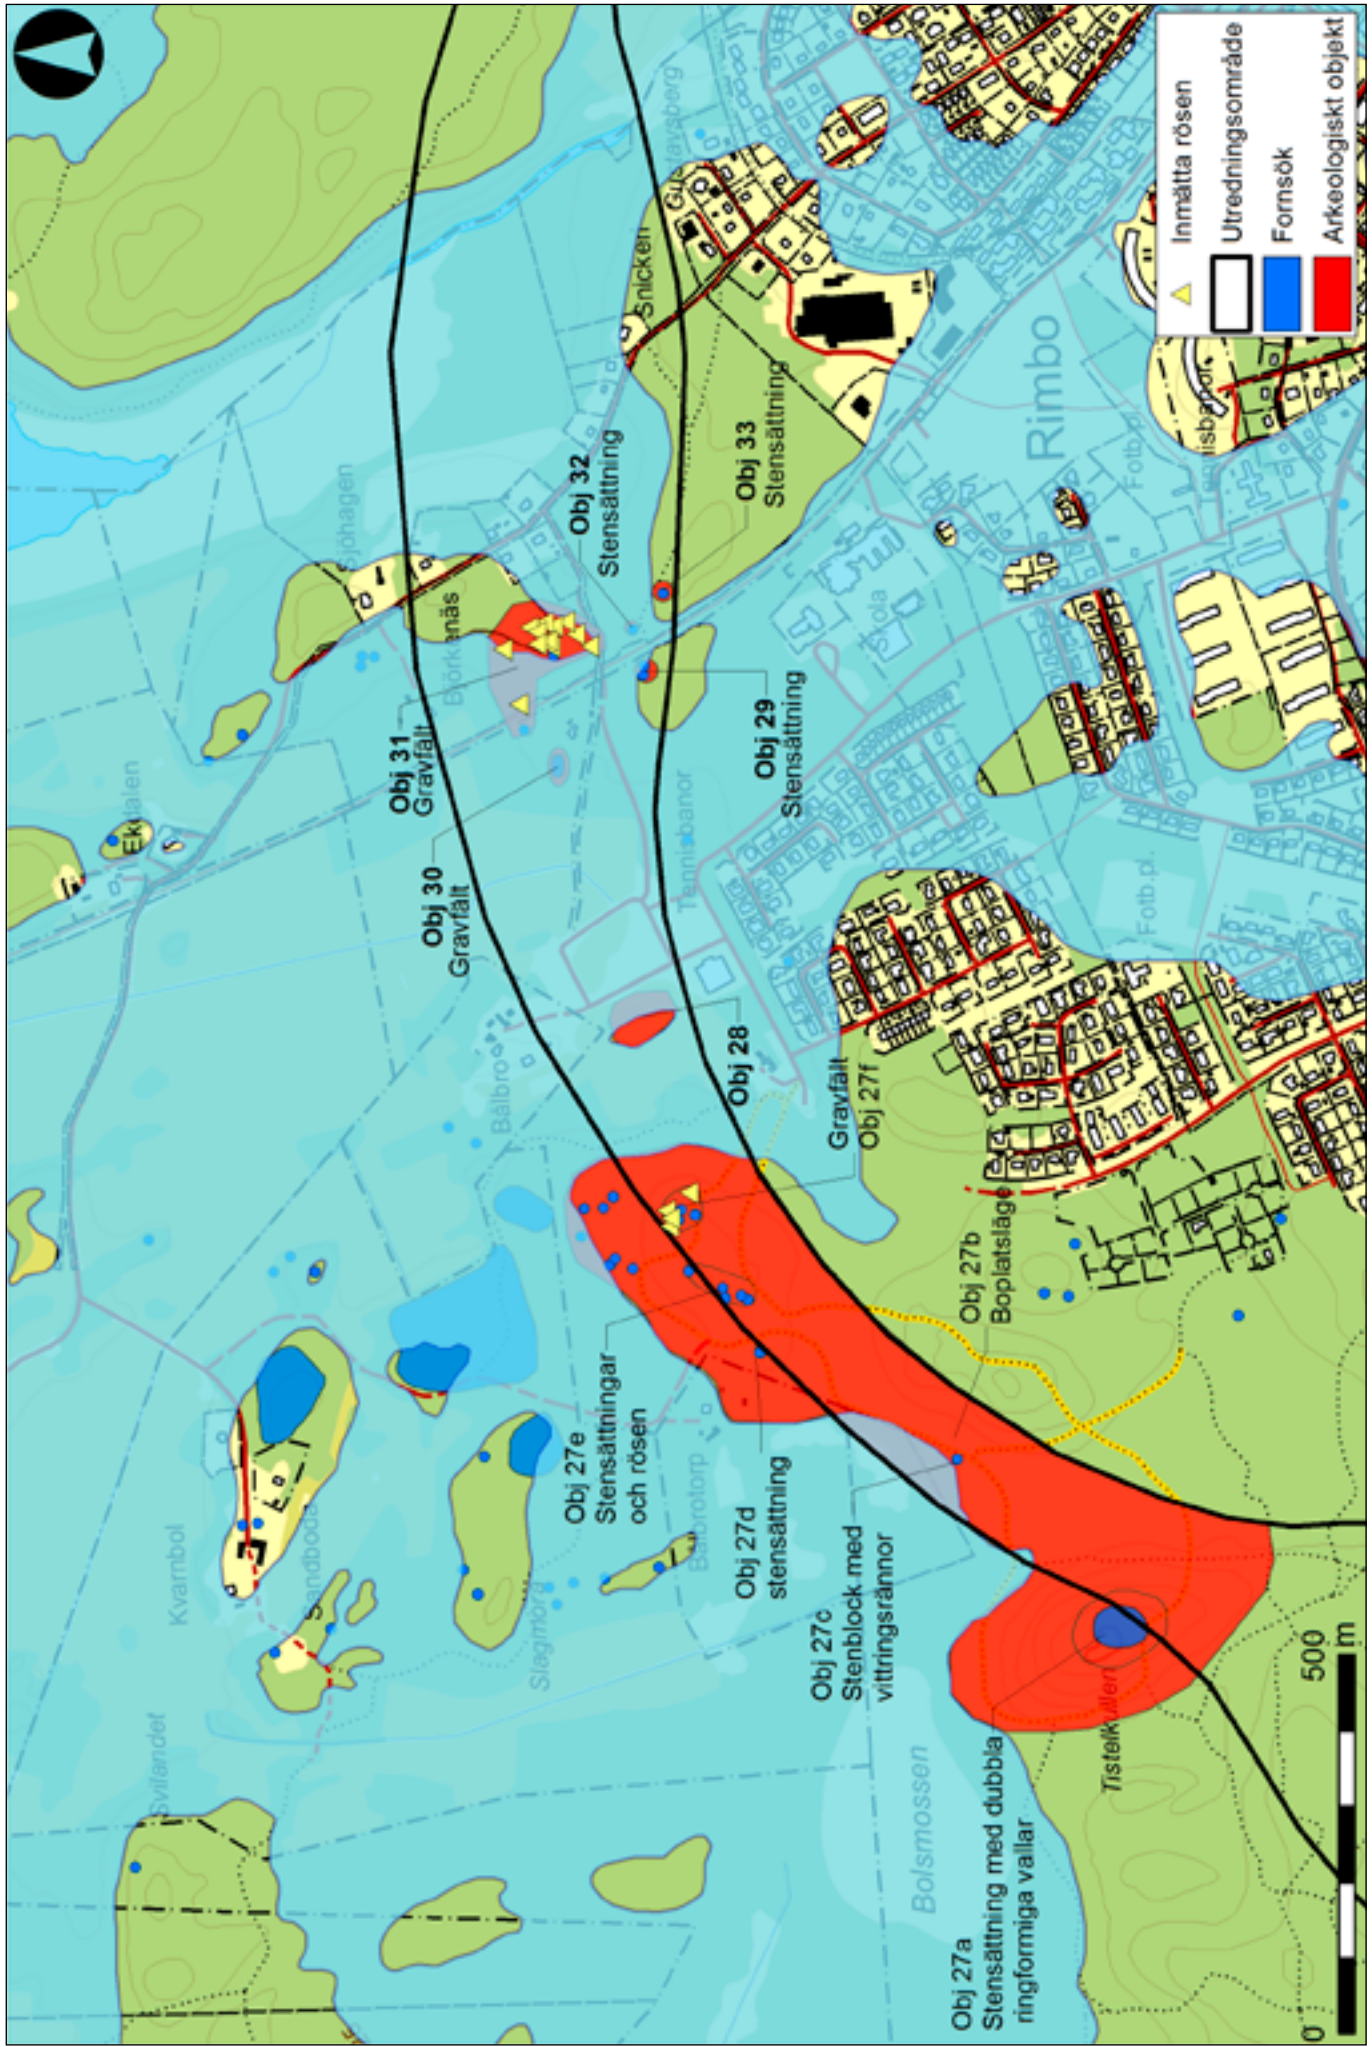 Svilandet
Kvarnbol
Sandboda
Ekdalen
Sjöhagen
Slagmora
Bålbrotorp
Bålbro
Obj 31
Gravfält
Björkenäs
Obj 30
Gravfält
Obj 32
Stensättning
Snicken
Gustavsborg
Obj 27e
Stensättningar
och rösen
Tennisbanor
Obj 27d
stensättning
Obj 28
Obj 29
Stensättning
Obj 33
Stensättning
Obj 27c
Stenblock med
vittringsrännor
Gravfält
Obj 27f
Skola
Bolsmossen
Obj 27a
Stensättning med dubbla
ringformiga vallar
Obj 27b
Boplatsläge
Rimbo
Tistelkullen
Fotb.pl.
Inmätta rösen
Utredningsområde
Fornsök
Arkeologiskt objekt
0
500
m